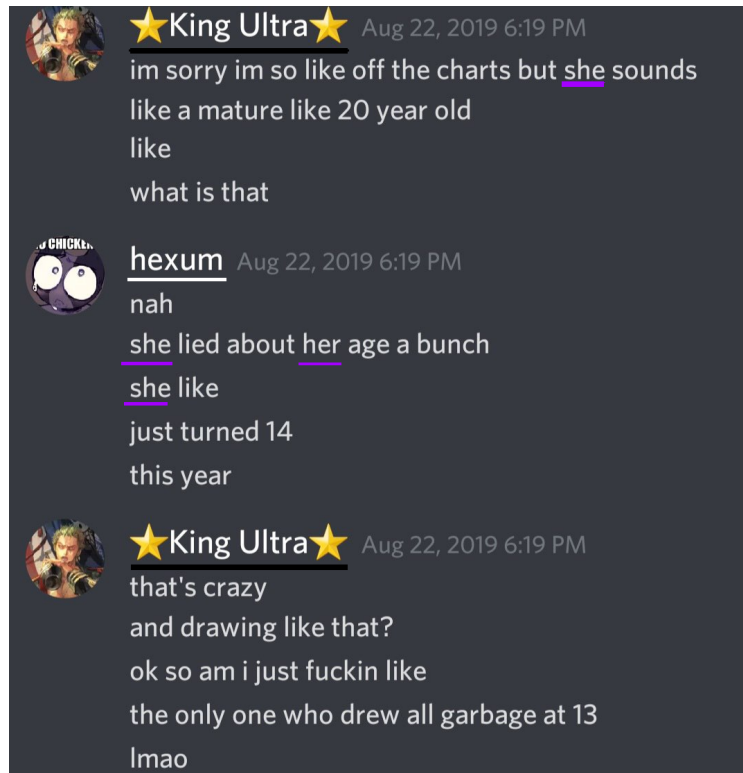 ⭐King Ultra⭐ Aug 22, 2019 6:19 PM
im sorry im so like off the charts but she sounds
like a mature like 20 year old
like
what is that
hexum Aug 22, 2019 6:19 PM
nah
she lied about her age a bunch
she like
just turned 14
this year
⭐King Ultra⭐ Aug 22, 2019 6:19 PM
that's crazy
and drawing like that?
ok so am i just fuckin like
the only one who drew all garbage at 13
lmao